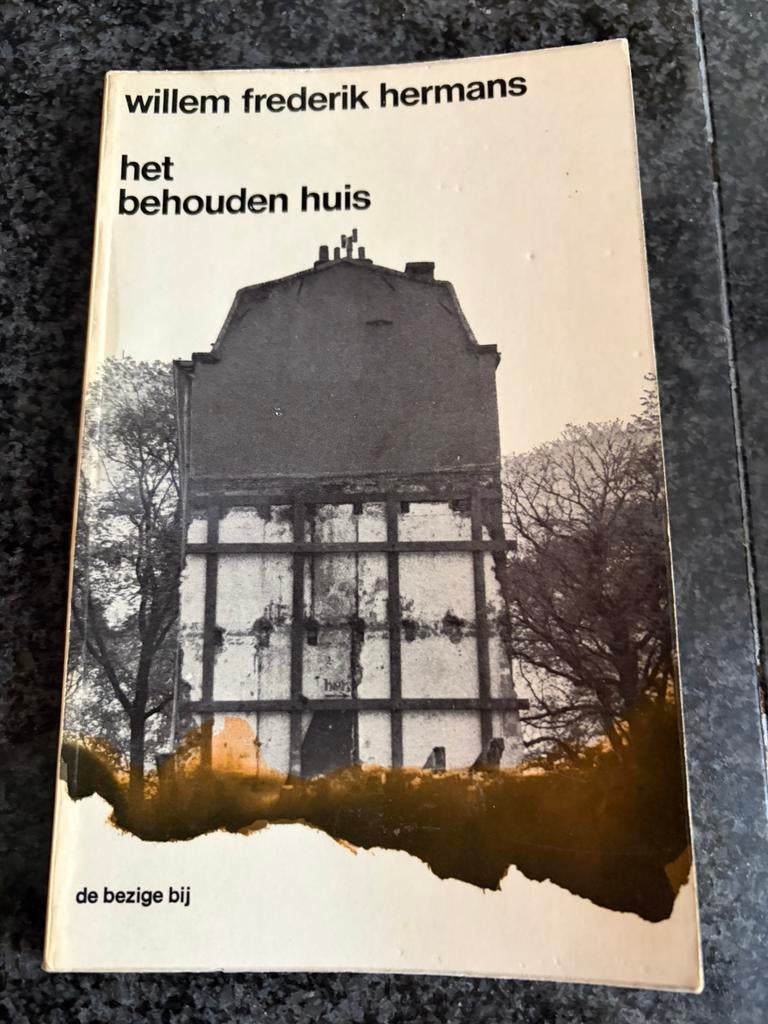 willem frederik hermans
het
behouden huis
de bezige bij